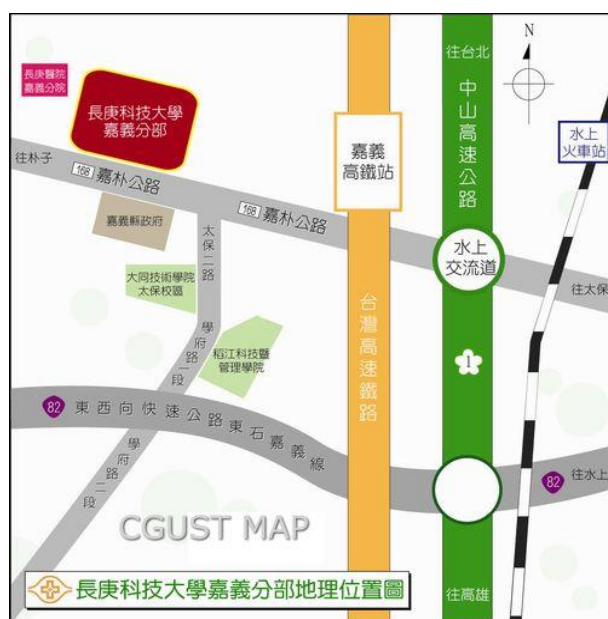 往台北
N
長庚醫院
嘉義分院
長庚科技大學
嘉義分部
中山高速公路
水上
火車站
嘉義
高鐵站
往朴子
168 嘉朴公路
168 嘉朴公路
嘉義縣政府
太保二路
水上
交流道
大同技術學院
太保校區
往太保
台灣高速鐵路
學府路一段
稻江科技暨
管理學院
1
82 東西向快速公路東石嘉義線
學府路二段
82 往水上
CGUST MAP
長庚科技大學嘉義分部地理位置圖
往高雄